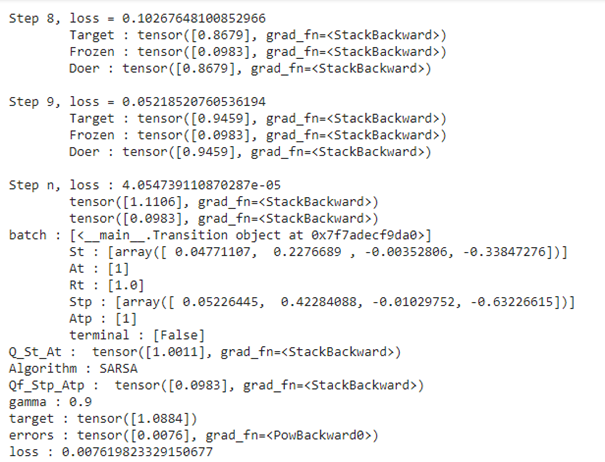 Step 8, loss = 0.10267648100852966
Target : tensor([0.8679], grad_fn=<StackBackward>)
Frozen : tensor([0.0983], grad_fn=<StackBackward>)
Doer : tensor([0.8679], grad_fn=<StackBackward>)
Step 9, loss = 0.05218520760536194
Target : tensor([0.9459], grad_fn=<StackBackward>)
Frozen : tensor([0.0983], grad_fn=<StackBackward>)
Doer : tensor([0.9459], grad_fn=<StackBackward>)
Step n, loss : 4.054739110870287e-05
tensor([1.1106], grad_fn=<StackBackward>)
tensor([0.0983], grad_fn=<StackBackward>)
batch : [<__main__.Transition object at 0x7f7adecf9da0>]
St : [array([ 0.04771107, 0.2276689 , -0.00352806, -0.33847276])]
At : [1]
Rt : [1.0]
Stp : [array([ 0.05226445, 0.42284088, -0.01029752, -0.63226615])]
Atp : [1]
terminal : [False]
Q_St_At : tensor([1.0011], grad_fn=<StackBackward>)
Algorithm : SARSA
Qf_Stp_Atp : tensor([0.0983], grad_fn=<StackBackward>)
gamma : 0.9
target : tensor([1.0884])
errors : tensor([0.0076], grad_fn=<PowBackward0>)
loss : 0.007619823329150677